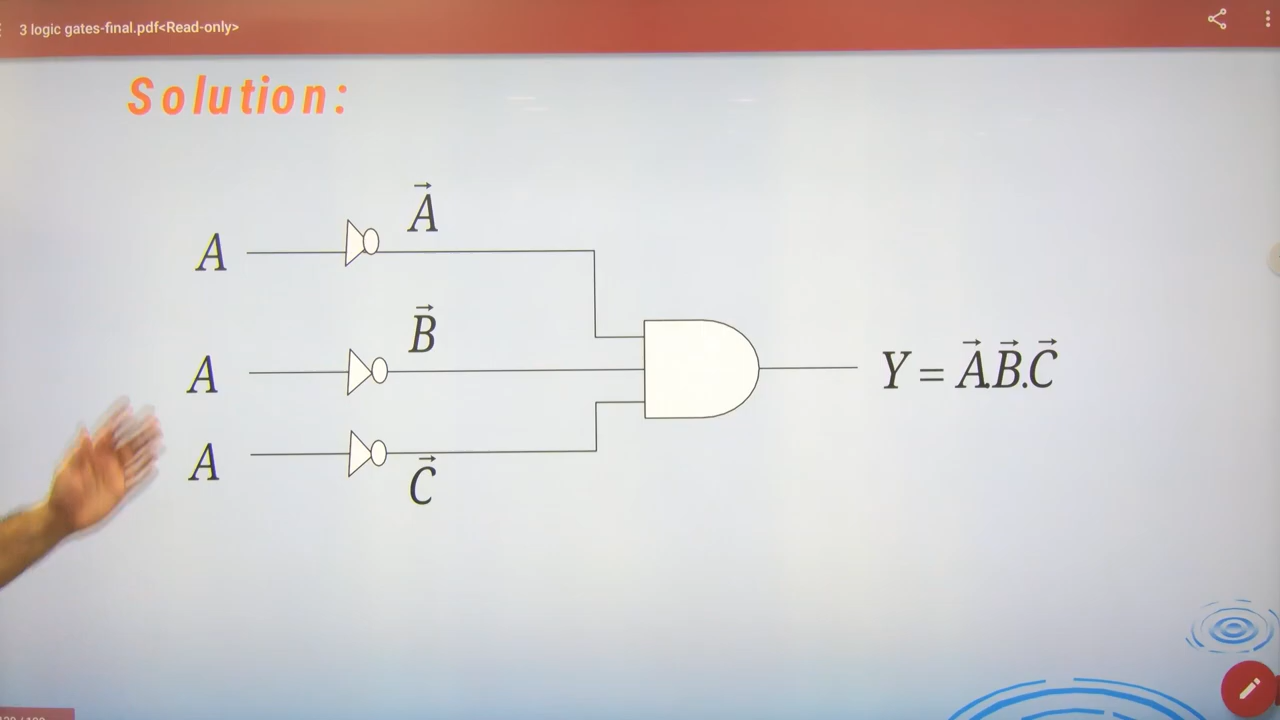 3 logic gates-final.pdf<Read-only>
Solution:
A⃗
A
B⃗
A
A
C⃗
Y = A⃗.B⃗.C⃗